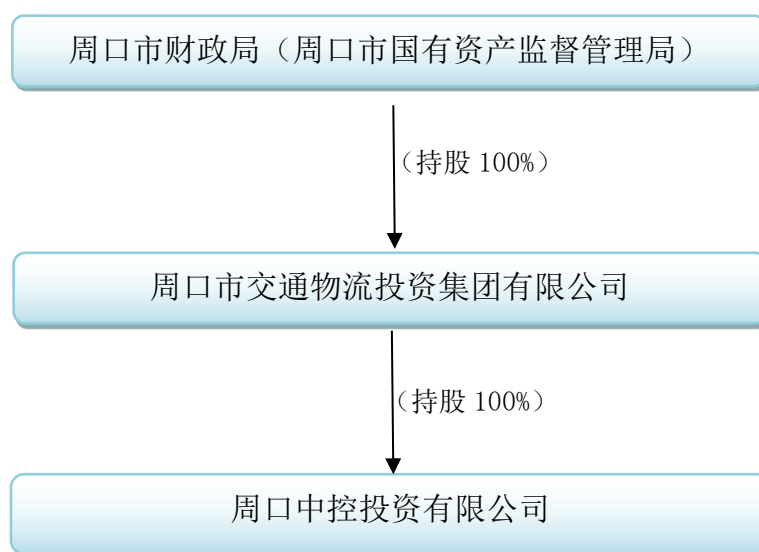 周口市财政局（周口市国有资产监督管理局）
（持股 100%）
周口市交通物流投资集团有限公司
（持股 100%）
周口中控投资有限公司